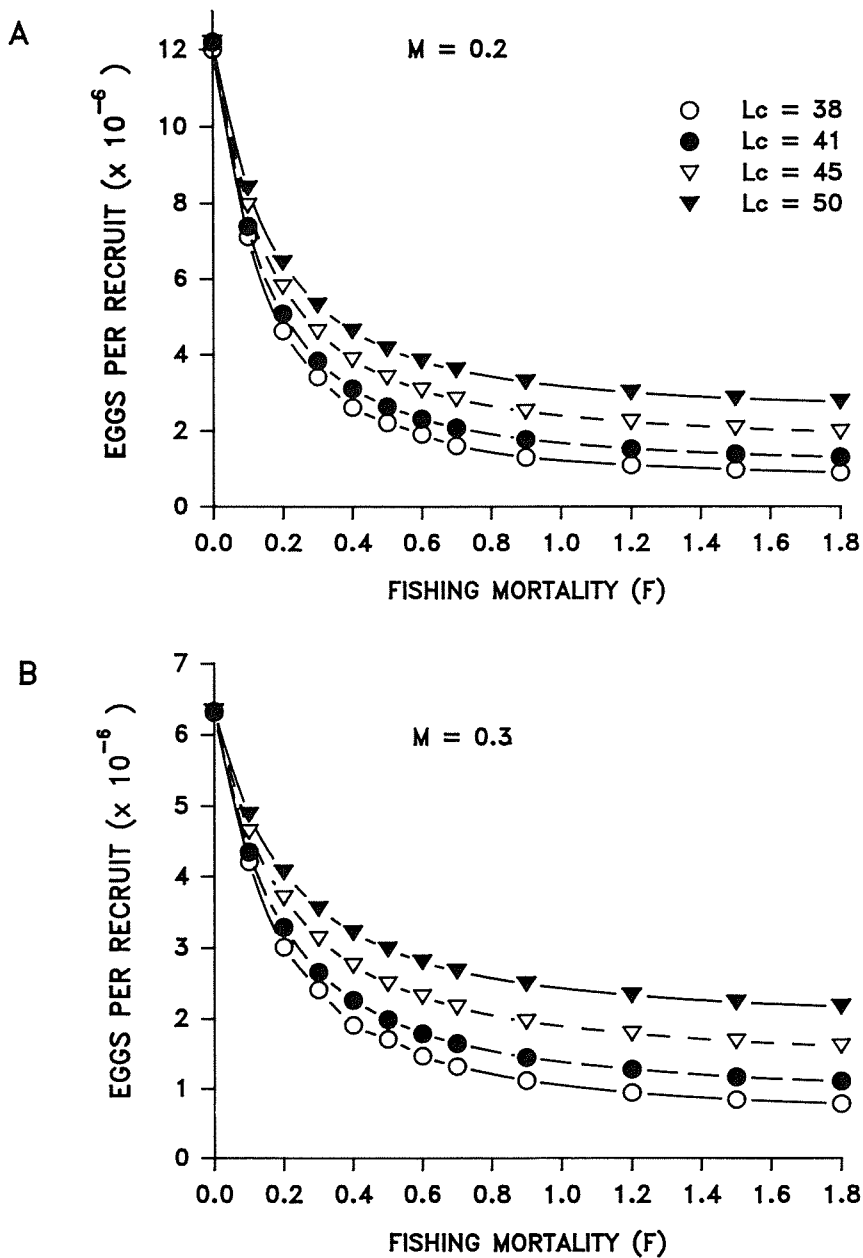 A
M = 0.2
Lc = 38
Lc = 41
Lc = 45
Lc = 50
EGGS PER RECRUIT (x 10⁻⁶)
12
10
8
6
4
2
0
0.0 0.2 0.4 0.6 0.8 1.0 1.2 1.4 1.6 1.8
FISHING MORTALITY (F)
B
M = 0.3
EGGS PER RECRUIT (x 10⁻⁶)
7
6
5
4
3
2
1
0
0.0 0.2 0.4 0.6 0.8 1.0 1.2 1.4 1.6 1.8
FISHING MORTALITY (F)